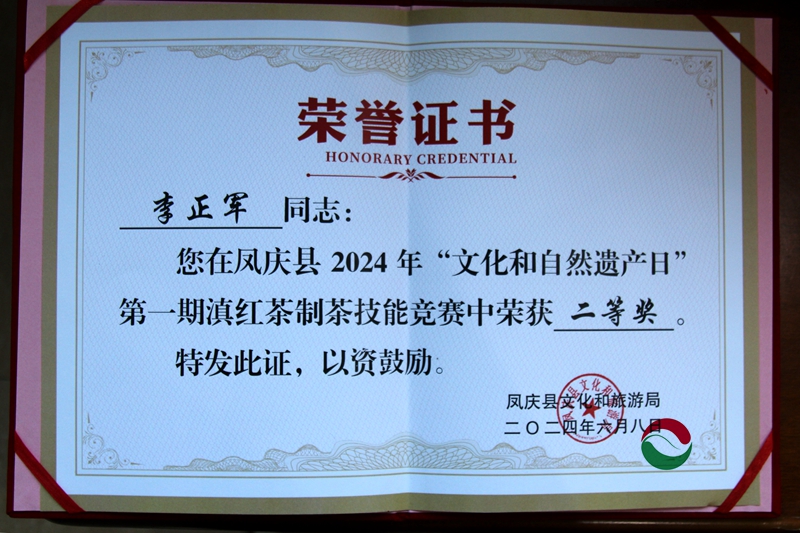 荣誉证书
HONORARY CREDENTIAL
李正军 同志：
您在凤庆县 2024 年“文化和自然遗产日”
第一期滇红茶制茶技能竞赛中荣获 二等奖 。
特发此证，以资鼓励。
凤庆县文化和旅游局
二〇二四年六月八日